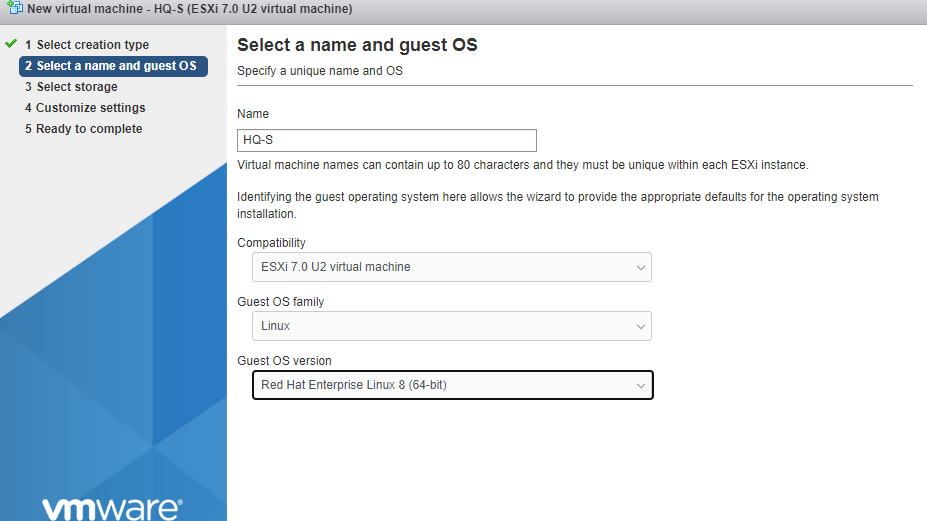 New virtual machine - HQ-S (ESXi 7.0 U2 virtual machine)
1 Select creation type
2 Select a name and guest OS
3 Select storage
4 Customize settings
5 Ready to complete
Select a name and guest OS
Specify a unique name and OS
Name
HQ-S
Virtual machine names can contain up to 80 characters and they must be unique within each ESXi instance.
Identifying the guest operating system here allows the wizard to provide the appropriate defaults for the operating system
installation.
Compatibility
ESXi 7.0 U2 virtual machine
Guest OS family
Linux
Guest OS version
Red Hat Enterprise Linux 8 (64-bit)
vmware®